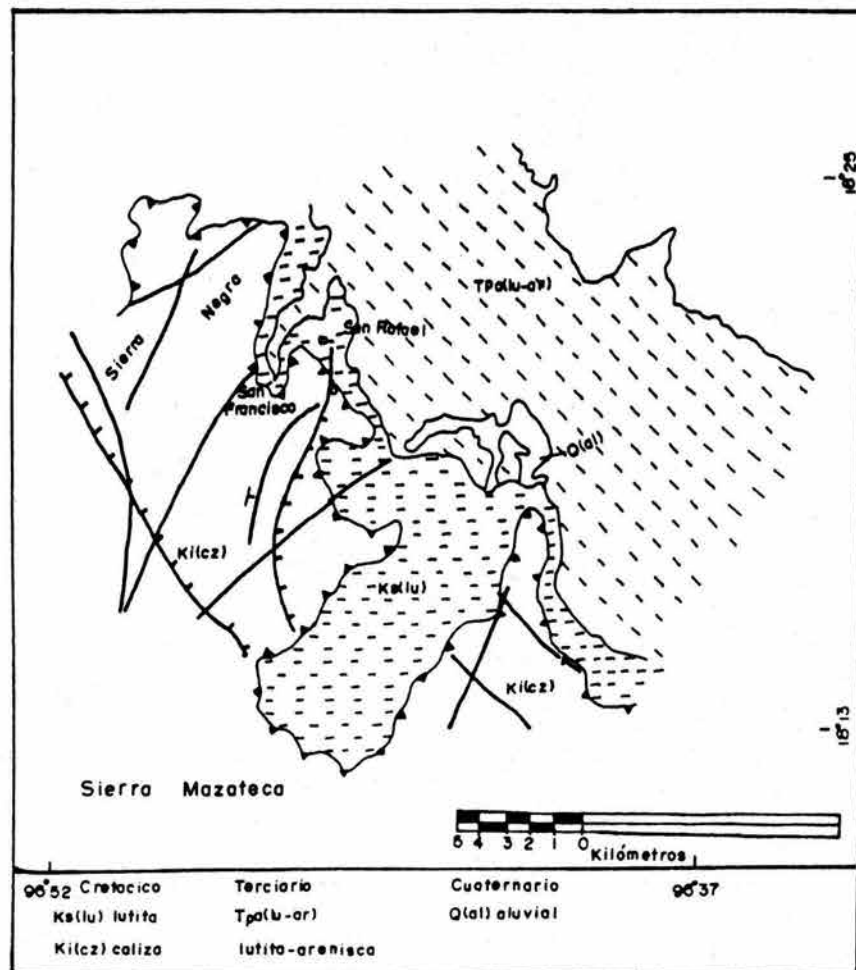 18°25
Negra
Sierra
Tpa(lu-ar)
San Rafael
San
Francisco
Q(al)
Ki(cz)
Ks(lu)
Ki(cz)
18°13
Sierra Mazateca
5 4 3 2 1 0
Kilómetros
96°52
96°37
Cretacico Terciario Cuaternario
Ks(lu) lutita Tpa(lu-ar) Q(al) aluvial
Ki(cz) caliza lutita-arenisca